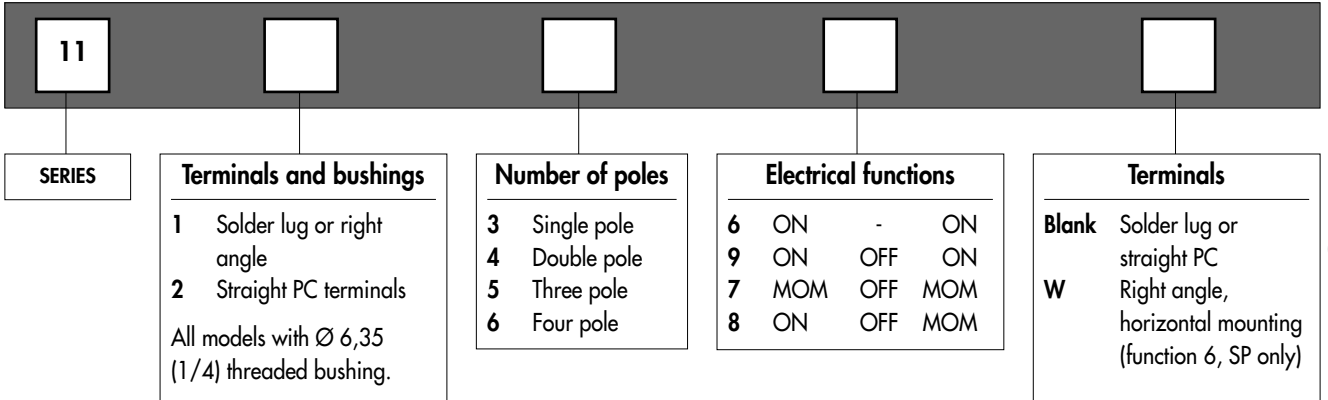 11
SERIES
Terminals and bushings
1 Solder lug or right
angle
2 Straight PC terminals
All models with Ø 6,35
(1/4) threaded bushing.
Number of poles
3 Single pole
4 Double pole
5 Three pole
6 Four pole
Electrical functions
6 ON - ON
9 ON OFF ON
7 MOM OFF MOM
8 ON OFF MOM
Terminals
Blank Solder lug or
straight PC
W Right angle,
horizontal mounting
(function 6, SP only)